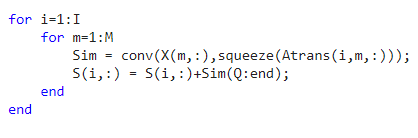 for i=1:I
    for m=1:M
        Sim = conv(X(m,:),squeeze(Atrans(i,m,:)));
        S(i,:) = S(i,:)+Sim(Q:end);
    end
end